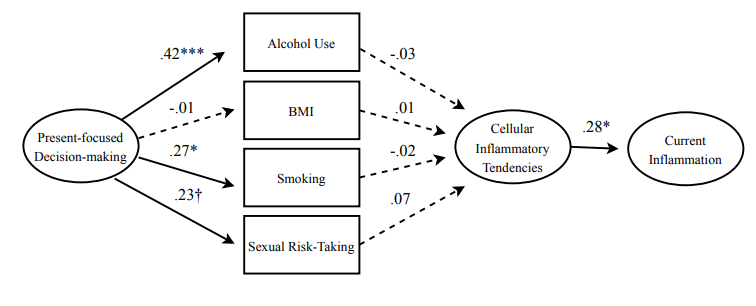 Alcohol Use
.42***
-.03
-.01
BMI
.01
Present-focused
Decision-making
Cellular
Inflammatory
Tendencies
.28*
Current
Inflammation
.27*
Smoking
-.02
.23†
.07
Sexual Risk-Taking